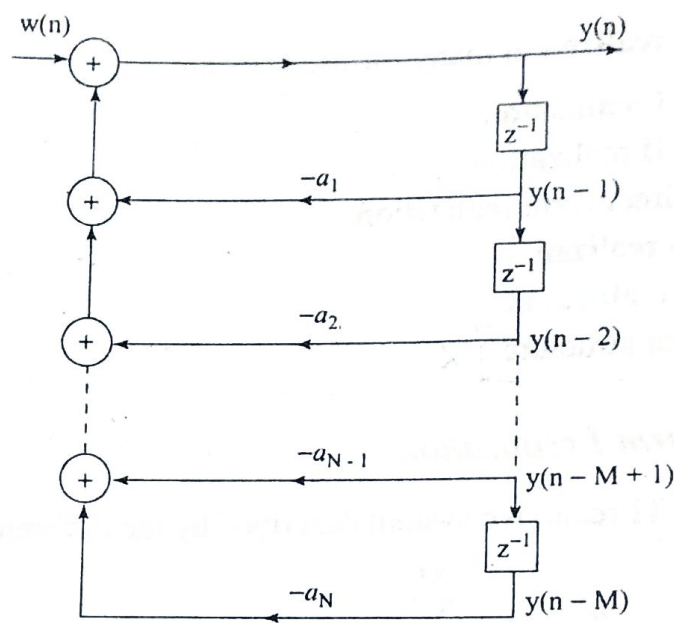 w(n)
y(n)
+
z⁻¹
−a₁
y(n − 1)
+
z⁻¹
−a₂
y(n − 2)
+
−a_{N-1}
y(n − M + 1)
+
z⁻¹
−a_N
y(n − M)